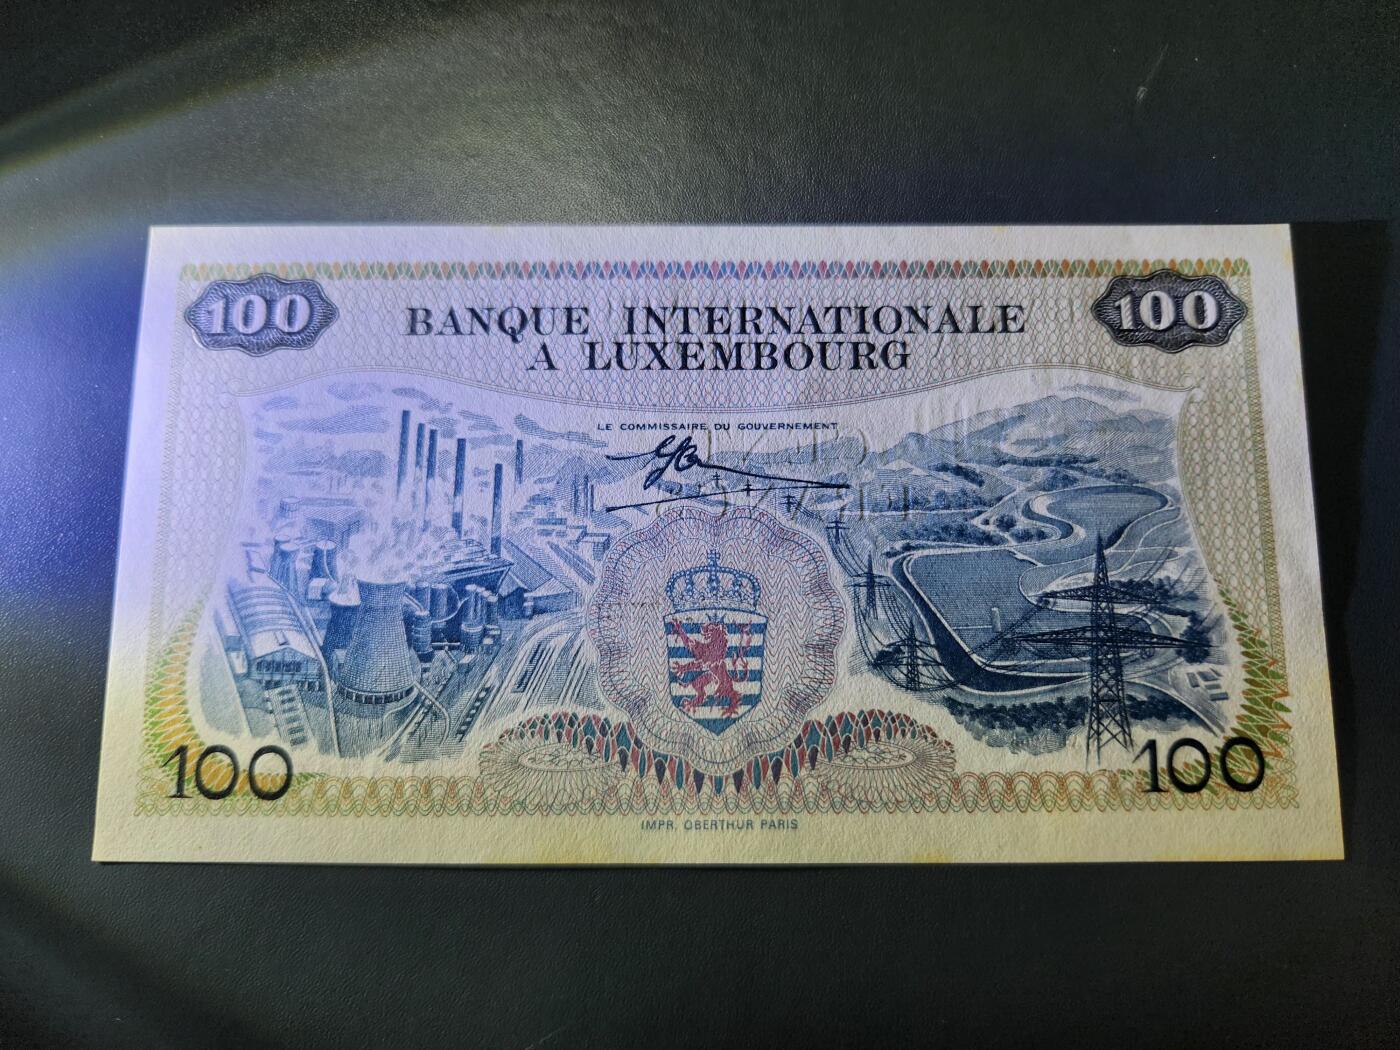 100
100
BANQUE INTERNATIONALE
A LUXEMBOURG
LE COMMISSAIRE DU GOUVERNEMENT
100
100
IMPR. OBERTHUR PARIS